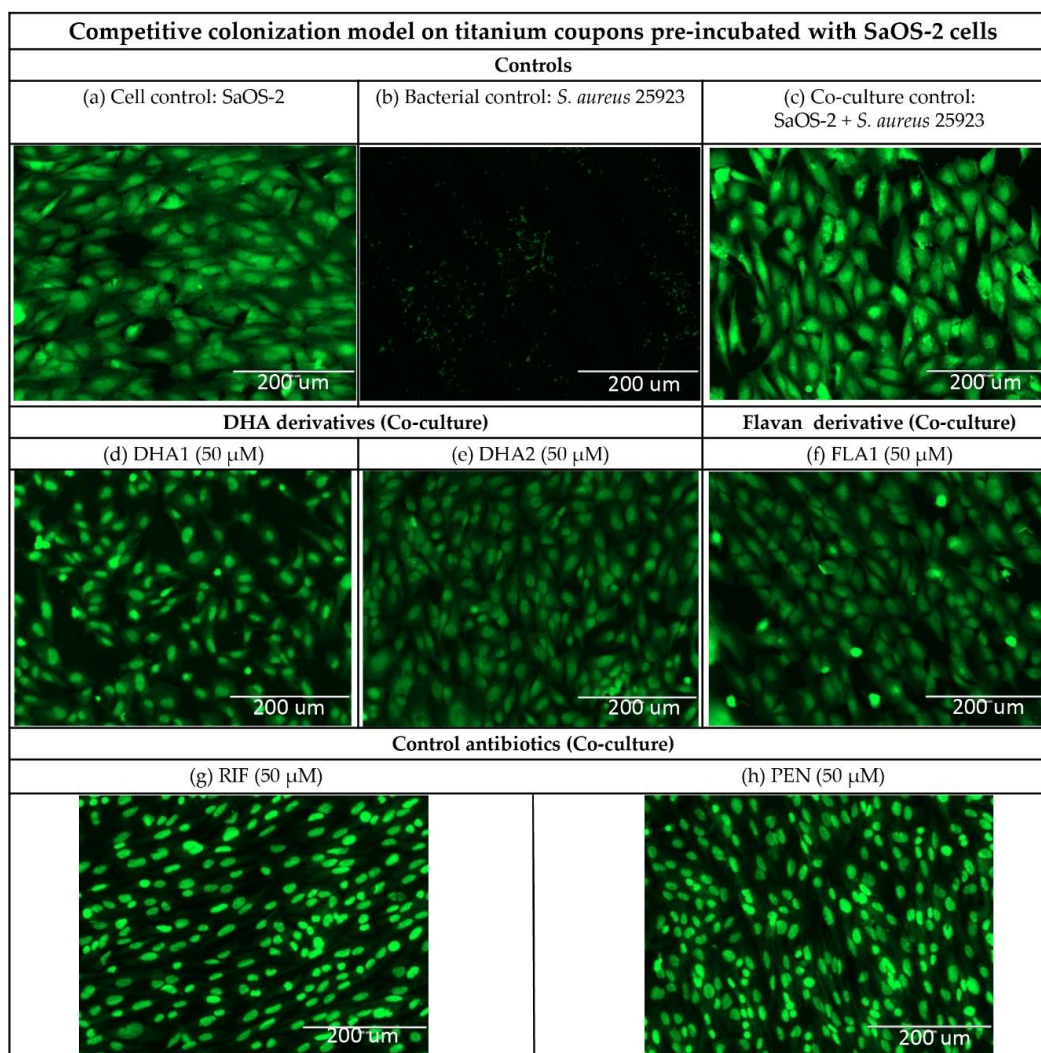 Competitive colonization model on titanium coupons pre-incubated with SaOS-2 cells
Controls
(a) Cell control: SaOS-2
(b) Bacterial control: S. aureus 25923
(c) Co-culture control:
SaOS-2 + S. aureus 25923
200 um
200 um
200 um
DHA derivatives (Co-culture)
Flavan derivative (Co-culture)
(d) DHA1 (50 μM)
(e) DHA2 (50 μM)
(f) FLA1 (50 μM)
200 um
200 um
200 um
Control antibiotics (Co-culture)
(g) RIF (50 μM)
(h) PEN (50 μM)
200 um
200 um